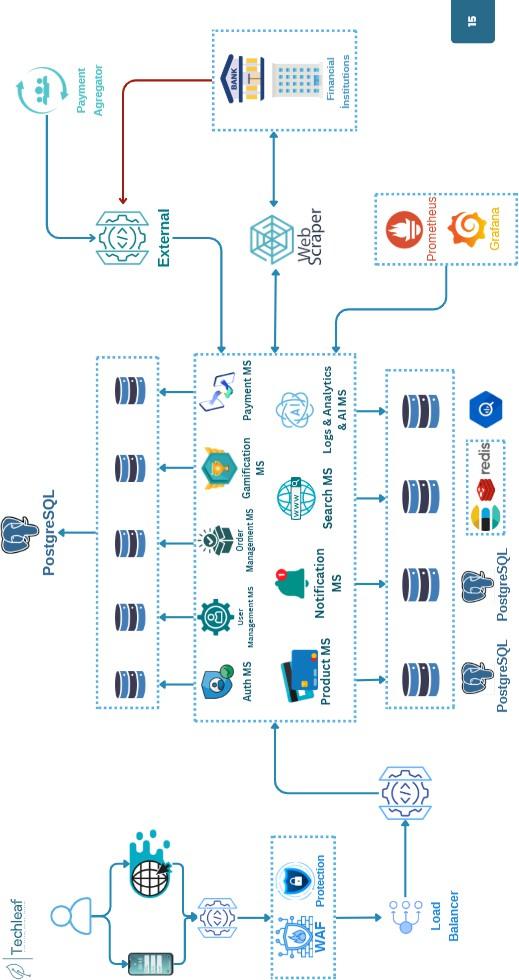 Techleaf
WAF
Protection
Load
Balancer
PostgreSQL
Auth MS
User
Management MS
Order
Management MS
Gamification
MS
Payment MS
Product MS
Notification
MS
Search MS
WWW
Logs & Analytics
& AI MS
AI
PostgreSQL
PostgreSQL
redis
External
Payment
Agregator
Web
Scraper
BANK
Financial
Institutions
Prometheus
Grafana
15